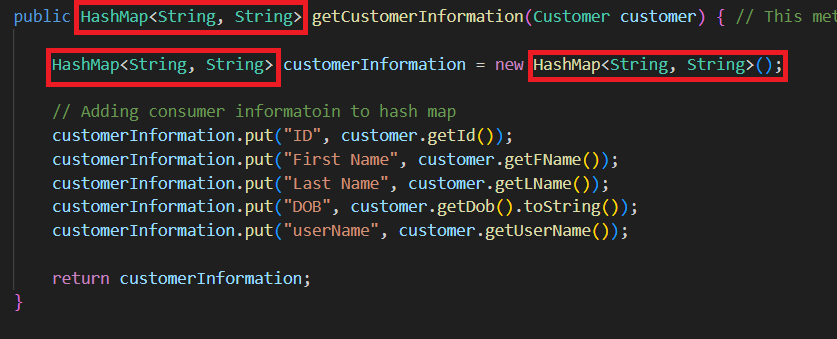 public HashMap<String, String> getCustomerInformation(Customer customer) { // This met
HashMap<String, String> customerInformation = new HashMap<String, String>();
// Adding consumer informatoin to hash map
customerInformation.put("ID", customer.getId());
customerInformation.put("First Name", customer.getFName());
customerInformation.put("Last Name", customer.getLName());
customerInformation.put("DOB", customer.getDob().toString());
customerInformation.put("userName", customer.getUserName());
return customerInformation;
}